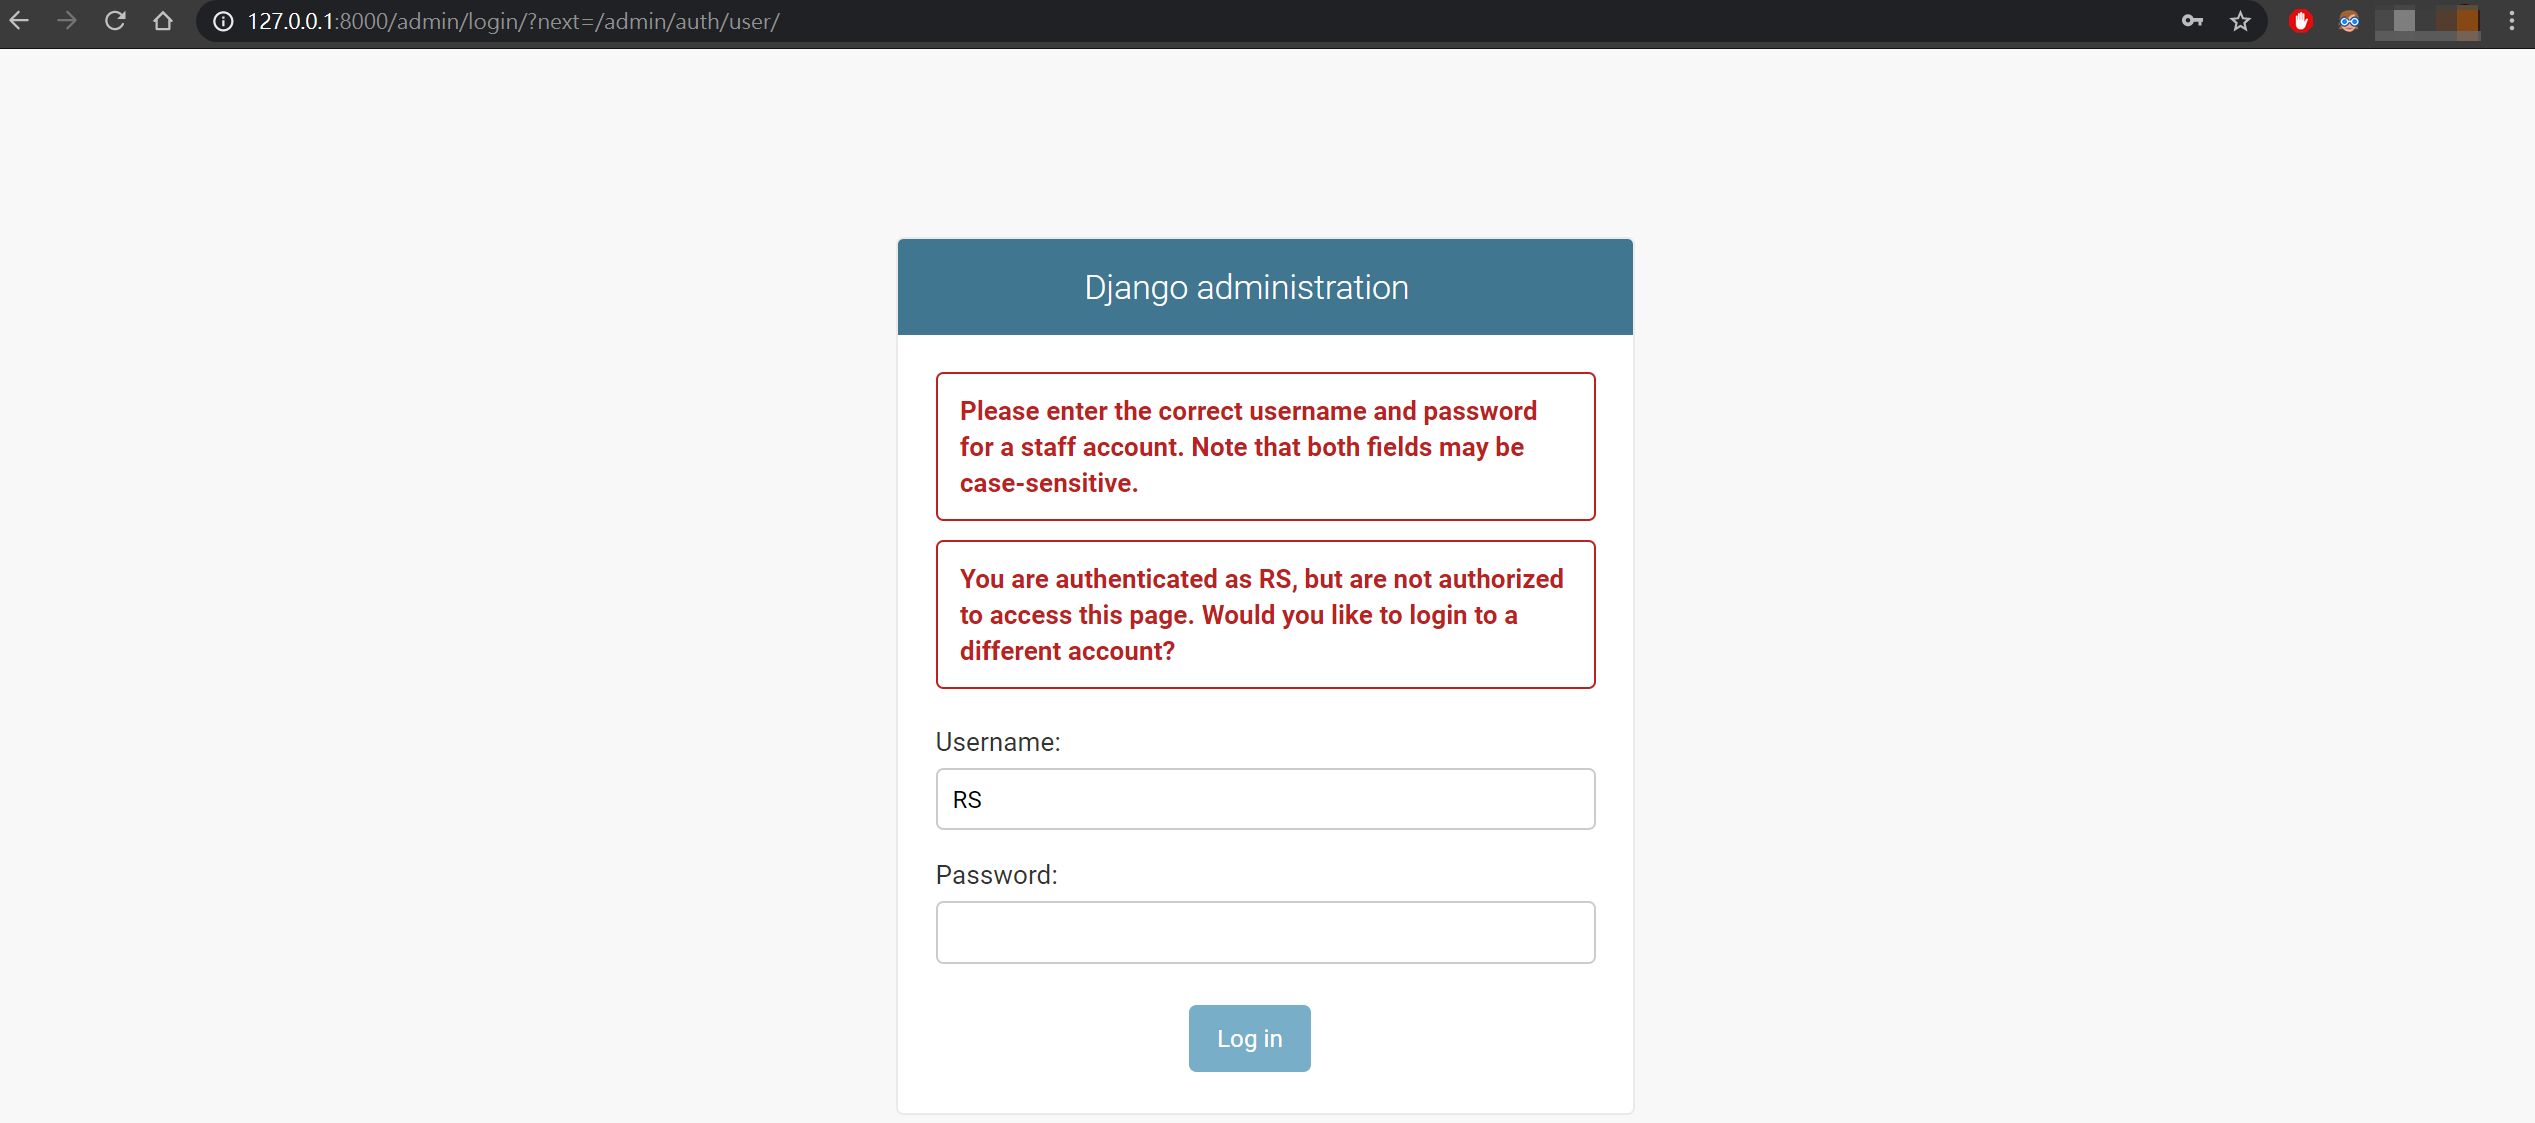 127.0.0.1:8000/admin/login/?next=/admin/auth/user/
Django administration
Please enter the correct username and password
for a staff account. Note that both fields may be
case-sensitive.
You are authenticated as RS, but are not authorized
to access this page. Would you like to login to a
different account?
Username:
RS
Password:
Log in